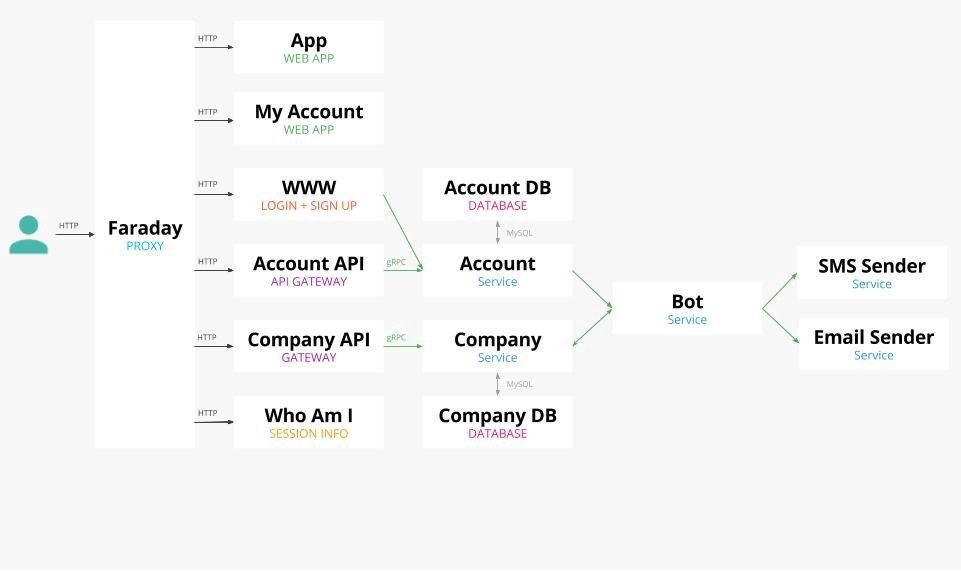 HTTP
App
WEB APP
HTTP
My Account
WEB APP
HTTP
WWW
LOGIN + SIGN UP
Account DB
DATABASE
HTTP
Faraday
PROXY
MySQL
HTTP
Account API
API GATEWAY
gRPC
Account
Service
SMS Sender
Service
Bot
Service
HTTP
Company API
GATEWAY
gRPC
Company
Service
Email Sender
Service
MySQL
HTTP
Who Am I
SESSION INFO
Company DB
DATABASE